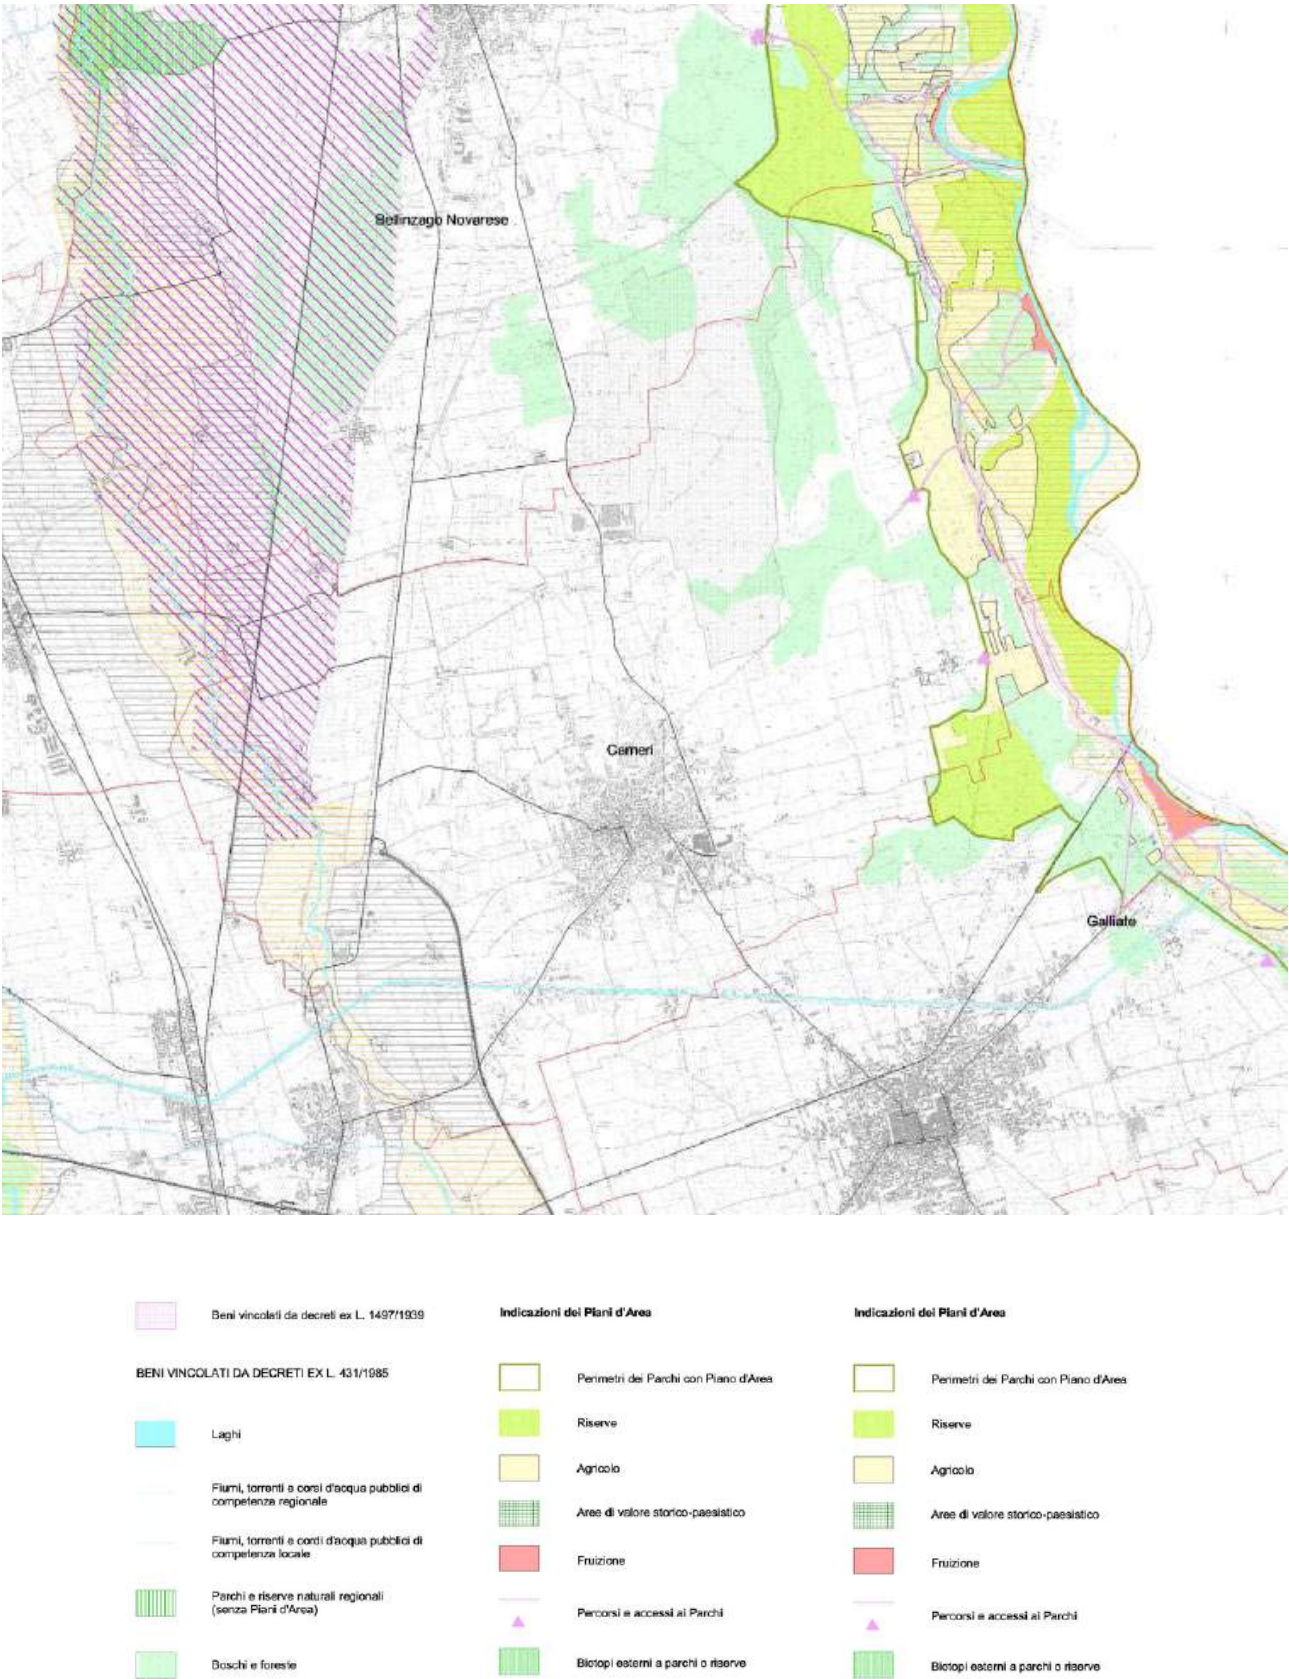 Bellinzago Novarese
Cameri
Galliate
Beni vincolati da decreti ex L. 1497/1939
BENI VINCOLATI DA DECRETI EX L. 431/1985
Laghi
Fiumi, torrenti e corsi d'acqua pubblici di
competenza regionale
Fiumi, torrenti e cordi d'acqua pubblici di
competenza locale
Parchi e riserve naturali regionali
(senza Piani d'Area)
Boschi e foreste
Indicazioni dei Piani d'Area
Perimetri dei Parchi con Piano d'Area
Riserve
Agricolo
Aree di valore storico-paesistico
Fruizione
Percorsi e accessi ai Parchi
Biotopi esterni a parchi o riserve
Indicazioni dei Piani d'Area
Perimetri dei Parchi con Piano d'Area
Riserve
Agricolo
Aree di valore storico-paesistico
Fruizione
Percorsi e accessi ai Parchi
Biotopi esterni a parchi o riserve